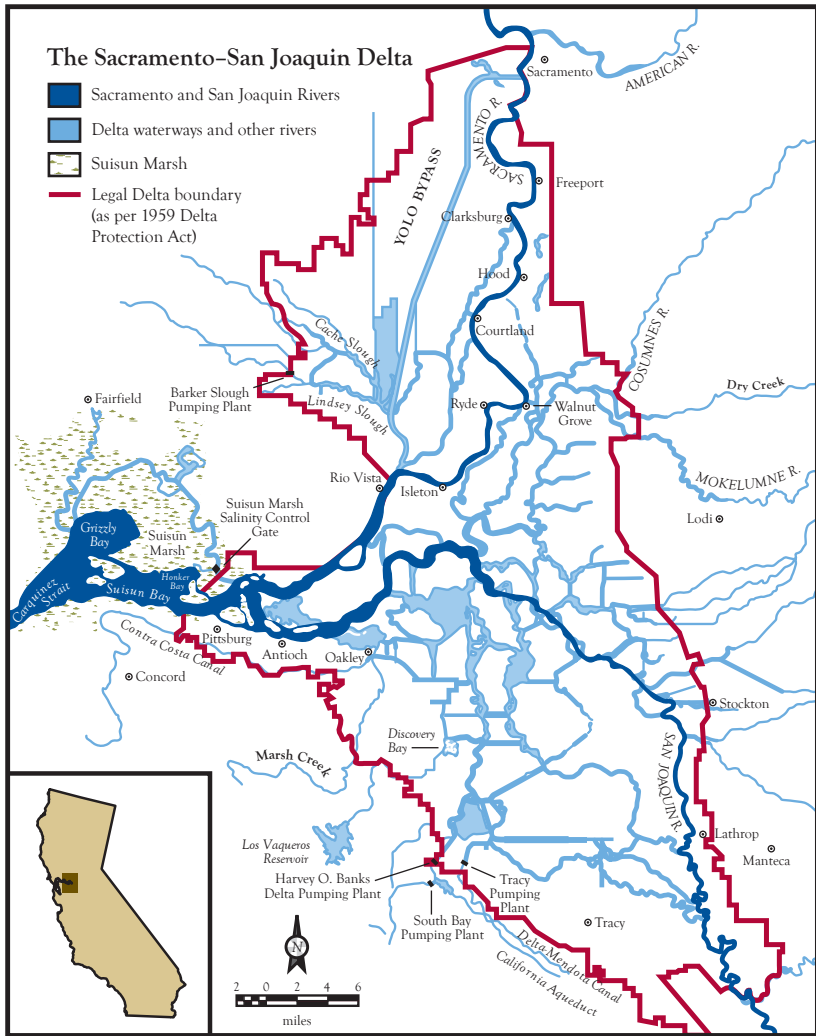 The Sacramento–San Joaquin Delta
Sacramento and San Joaquin Rivers
Delta waterways and other rivers
Suisun Marsh
Legal Delta boundary
(as per 1959 Delta
Protection Act)
Sacramento
AMERICAN R.
SACRAMENTO R.
SACRAMENTO
YOLO BYPASS
Freeport
Clarksburg
Hood
Courtland
Cache Slough
COSUMNES R.
Barker Slough
Pumping Plant
Lindsey Slough
Dry Creek
Fairfield
Ryde
Walnut
Grove
MOKELUMNE R.
Rio Vista
Isleton
Lodi
Suisun Marsh
Salinity Control
Gate
Grizzly
Bay
Suisun
Marsh
Honker
Bay
Suisun Bay
Carquinez
Strait
Pittsburg
Antioch
Oakley
Contra Costa Canal
Concord
Stockton
Discovery
Bay
Marsh Creek
SAN JOAQUIN R.
Los Vaqueros
Reservoir
Lathrop
Manteca
Harvey O. Banks
Delta Pumping Plant
Tracy
Pumping
Plant
South Bay
Pumping Plant
Tracy
Delta-Mendota Canal
California Aqueduct
N
2 0 2 4 6
miles